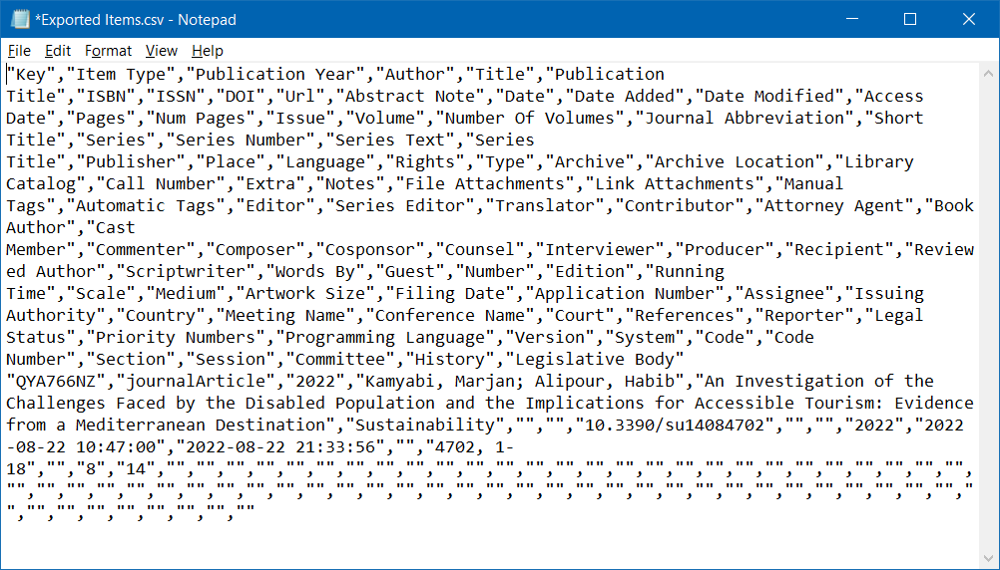 *Exported Items.csv - Notepad
File Edit Format View Help
"Key","Item Type","Publication Year","Author","Title","Publication
Title","ISBN","ISSN","DOI","Url","Abstract Note","Date","Date Added","Date Modified","Access
Date","Pages","Num Pages","Issue","Volume","Number Of Volumes","Journal Abbreviation","Short
Title","Series","Series Number","Series Text","Series
Title","Publisher","Place","Language","Rights","Type","Archive","Archive Location","Library
Catalog","Call Number","Extra","Notes","File Attachments","Link Attachments","Manual
Tags","Automatic Tags","Editor","Series Editor","Translator","Contributor","Attorney Agent","Book
Author","Cast
Member","Commenter","Composer","Cosponsor","Counsel","Interviewer","Producer","Recipient","Review
ed Author","Scriptwriter","Words By","Guest","Number","Edition","Running
Time","Scale","Medium","Artwork Size","Filing Date","Application Number","Assignee","Issuing
Authority","Country","Meeting Name","Conference Name","Court","References","Reporter","Legal
Status","Priority Numbers","Programming Language","Version","System","Code","Code
Number","Section","Session","Committee","History","Legislative Body"
"QYA766NZ","journalArticle","2022","Kamyabi, Marjan; Alipour, Habib","An Investigation of the
Challenges Faced by the Disabled Population and the Implications for Accessible Tourism: Evidence
from a Mediterranean Destination","Sustainability","","","10.3390/su14084702","","","2022","2022
-08-22 10:47:00","2022-08-22 21:33:56","","4702, 1-
18","","8","14","","","","","","","","","","","","","","","","","","","","","","","","","","","",
"","","","","","","","","","","","","","","","","","","","","","","","","","","","","","","","","
","","","","","","","",""